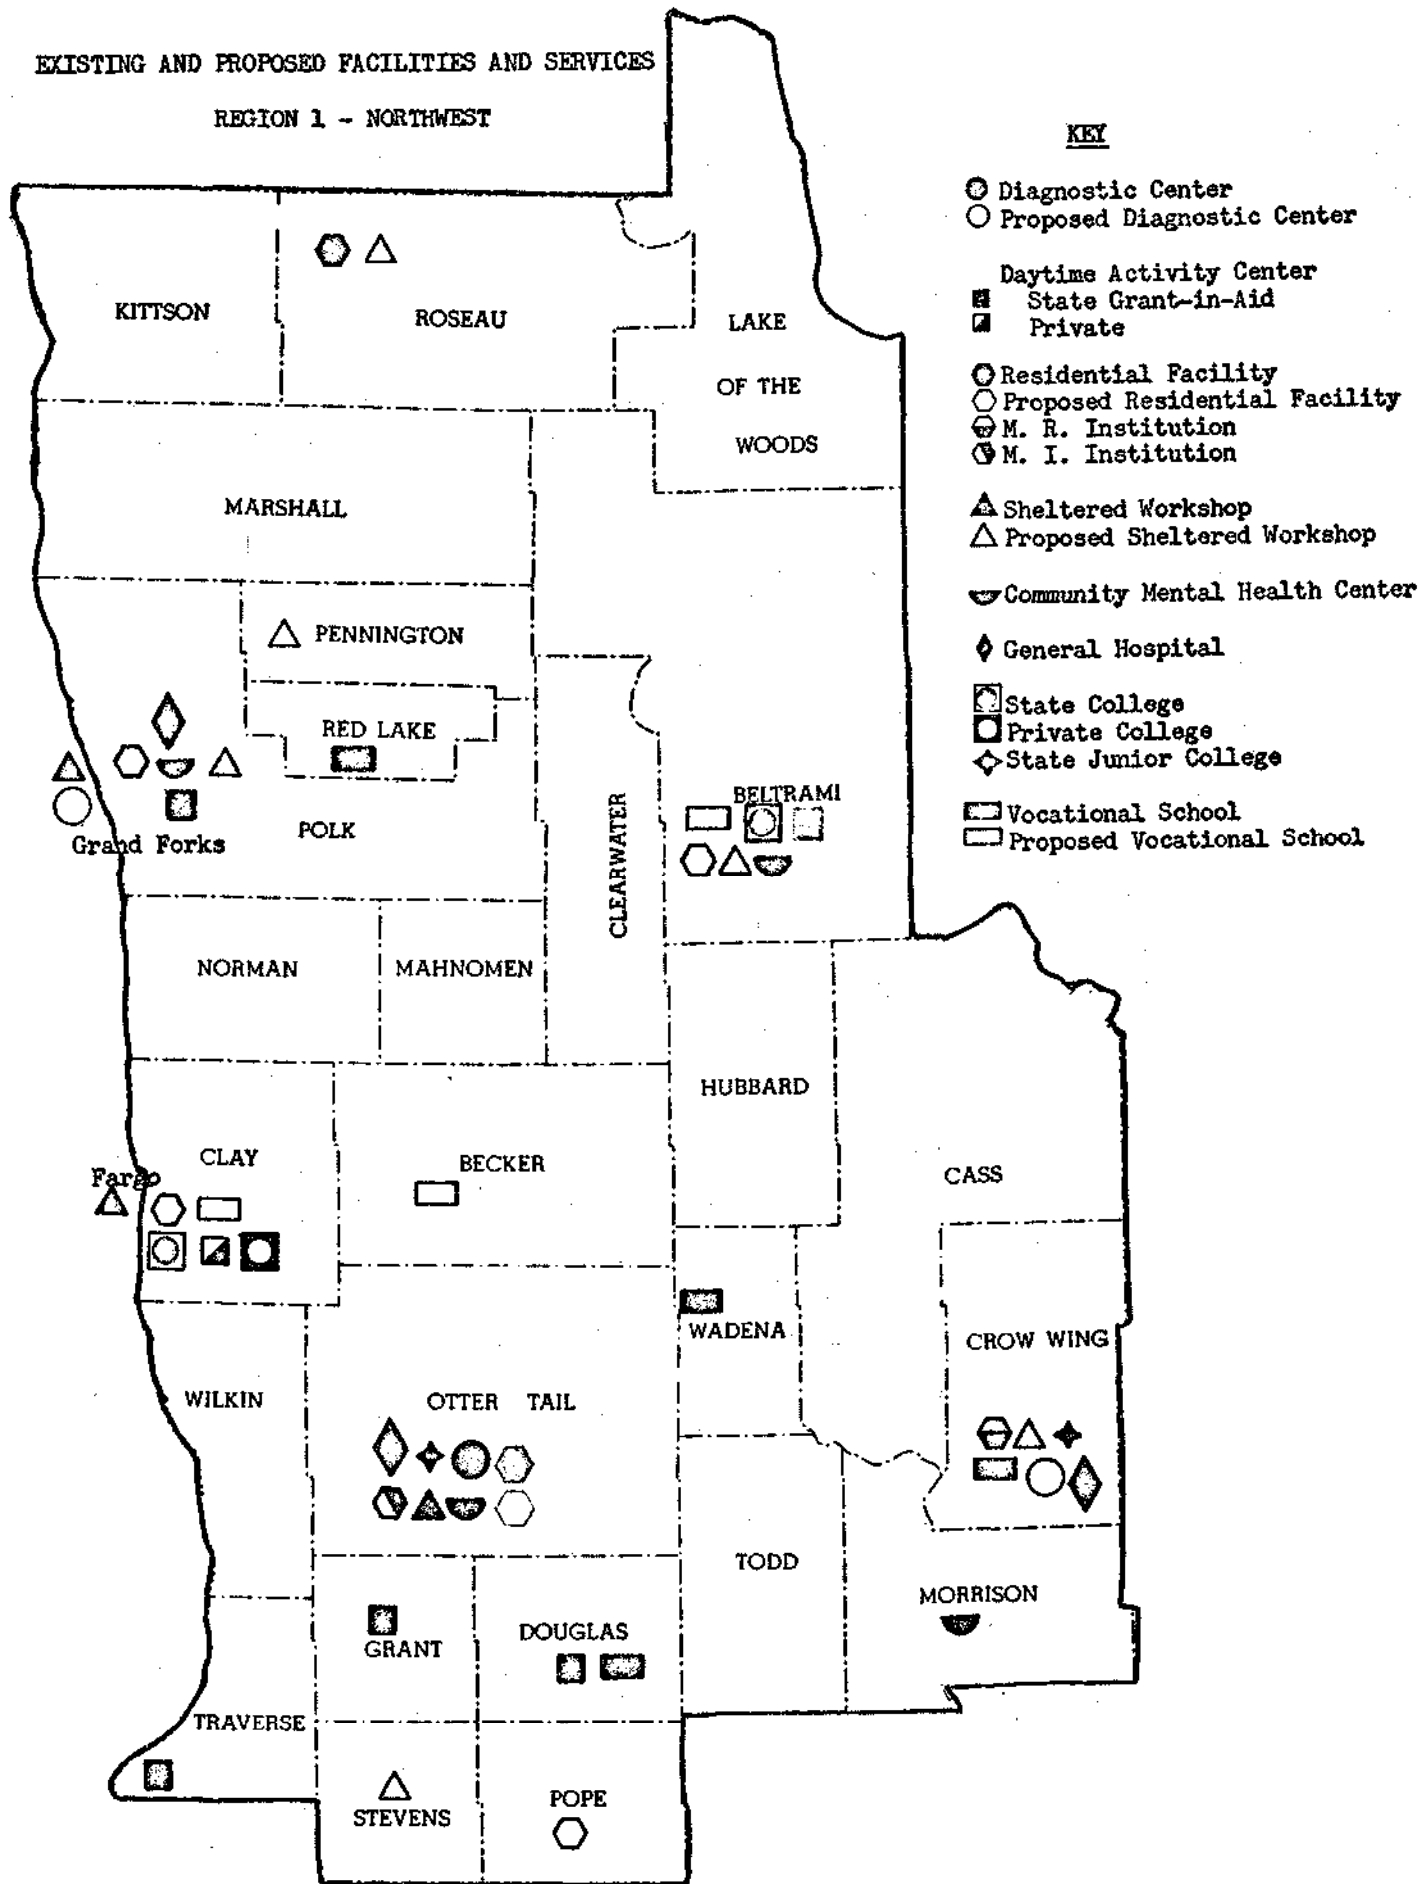 EXISTING AND PROPOSED FACILITIES AND SERVICES
REGION 1 - NORTHWEST
KEY
Diagnostic Center
Proposed Diagnostic Center
Daytime Activity Center
State Grant-in-Aid
Private
Residential Facility
Proposed Residential Facility
M. R. Institution
M. I. Institution
Sheltered Workshop
Proposed Sheltered Workshop
Community Mental Health Center
General Hospital
State College
Private College
State Junior College
Vocational School
Proposed Vocational School
KITTSON
ROSEAU
LAKE
OF THE
WOODS
MARSHALL
PENNINGTON
RED LAKE
BELTRAMI
CLEARWATER
POLK
Grand Forks
NORMAN
MAHNOMEN
HUBBARD
CLAY
BECKER
CASS
Fargo
WADENA
CROW WING
WILKIN
OTTER TAIL
TODD
MORRISON
DOUGLAS
GRANT
TRAVERSE
STEVENS
POPE